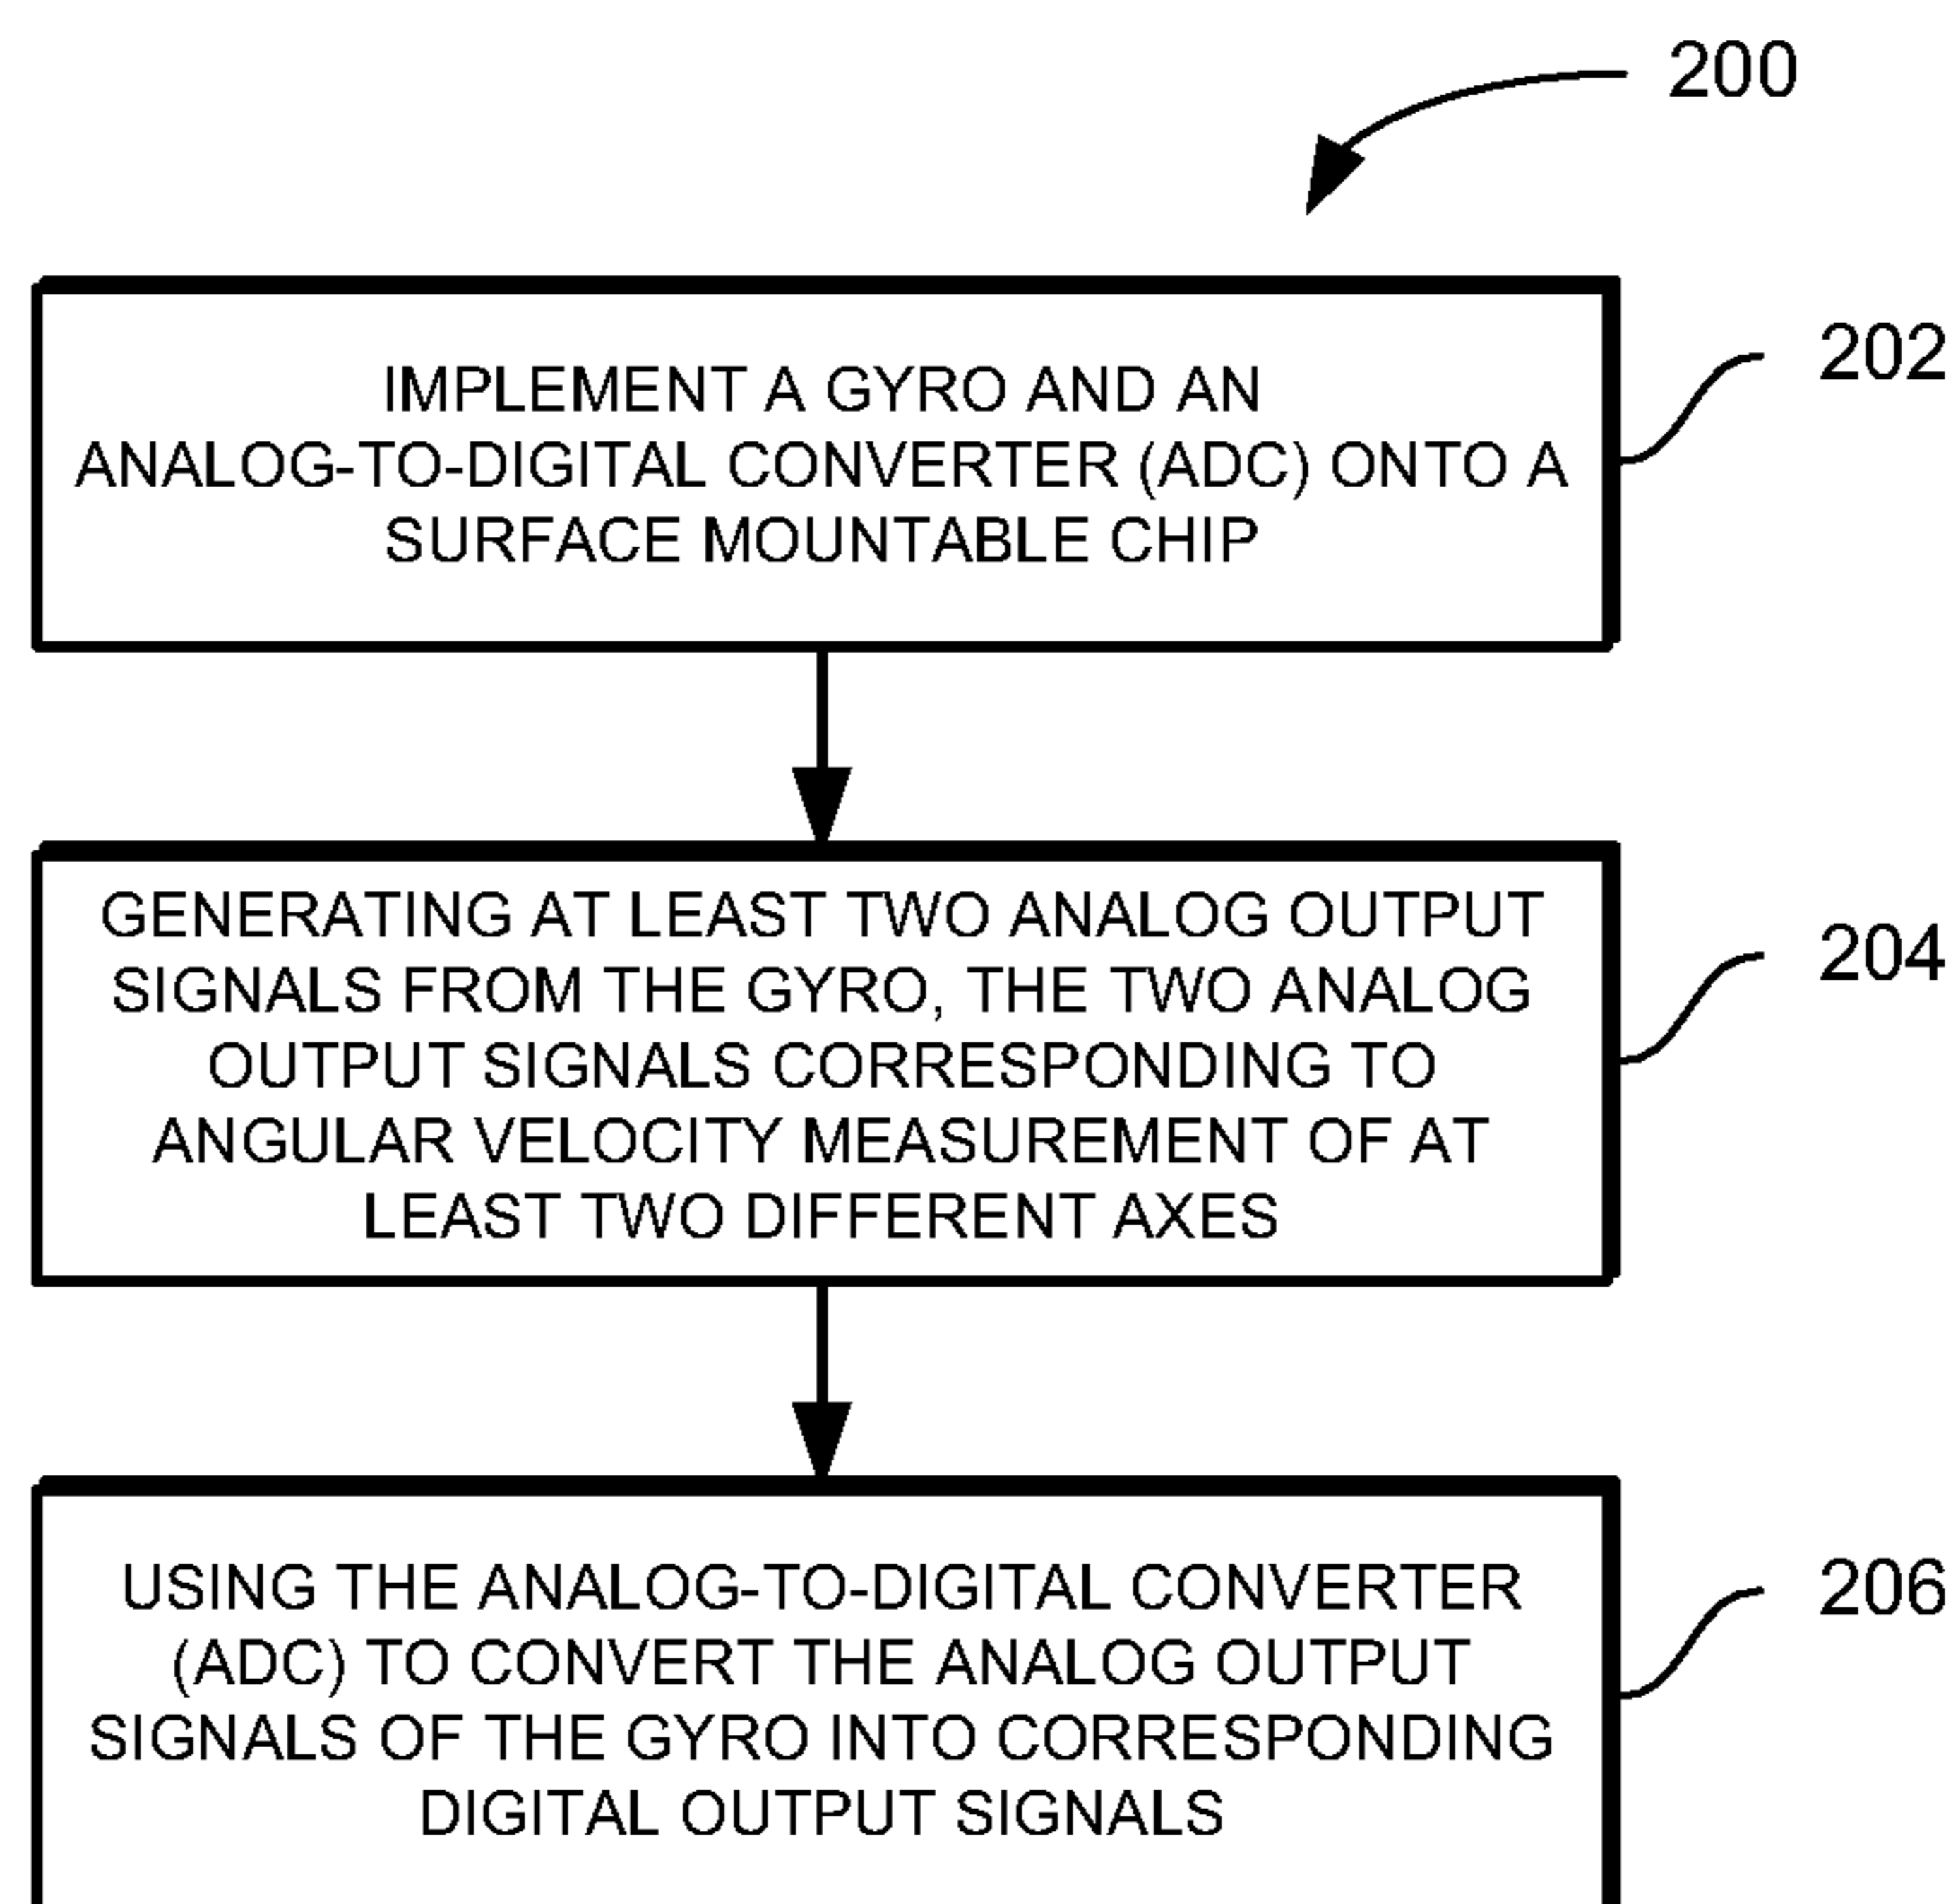 200
202
IMPLEMENT A GYRO AND AN
ANALOG-TO-DIGITAL CONVERTER (ADC) ONTO A
SURFACE MOUNTABLE CHIP
204
GENERATING AT LEAST TWO ANALOG OUTPUT
SIGNALS FROM THE GYRO, THE TWO ANALOG
OUTPUT SIGNALS CORRESPONDING TO
ANGULAR VELOCITY MEASUREMENT OF AT
LEAST TWO DIFFERENT AXES
206
USING THE ANALOG-TO-DIGITAL CONVERTER
(ADC) TO CONVERT THE ANALOG OUTPUT
SIGNALS OF THE GYRO INTO CORRESPONDING
DIGITAL OUTPUT SIGNALS